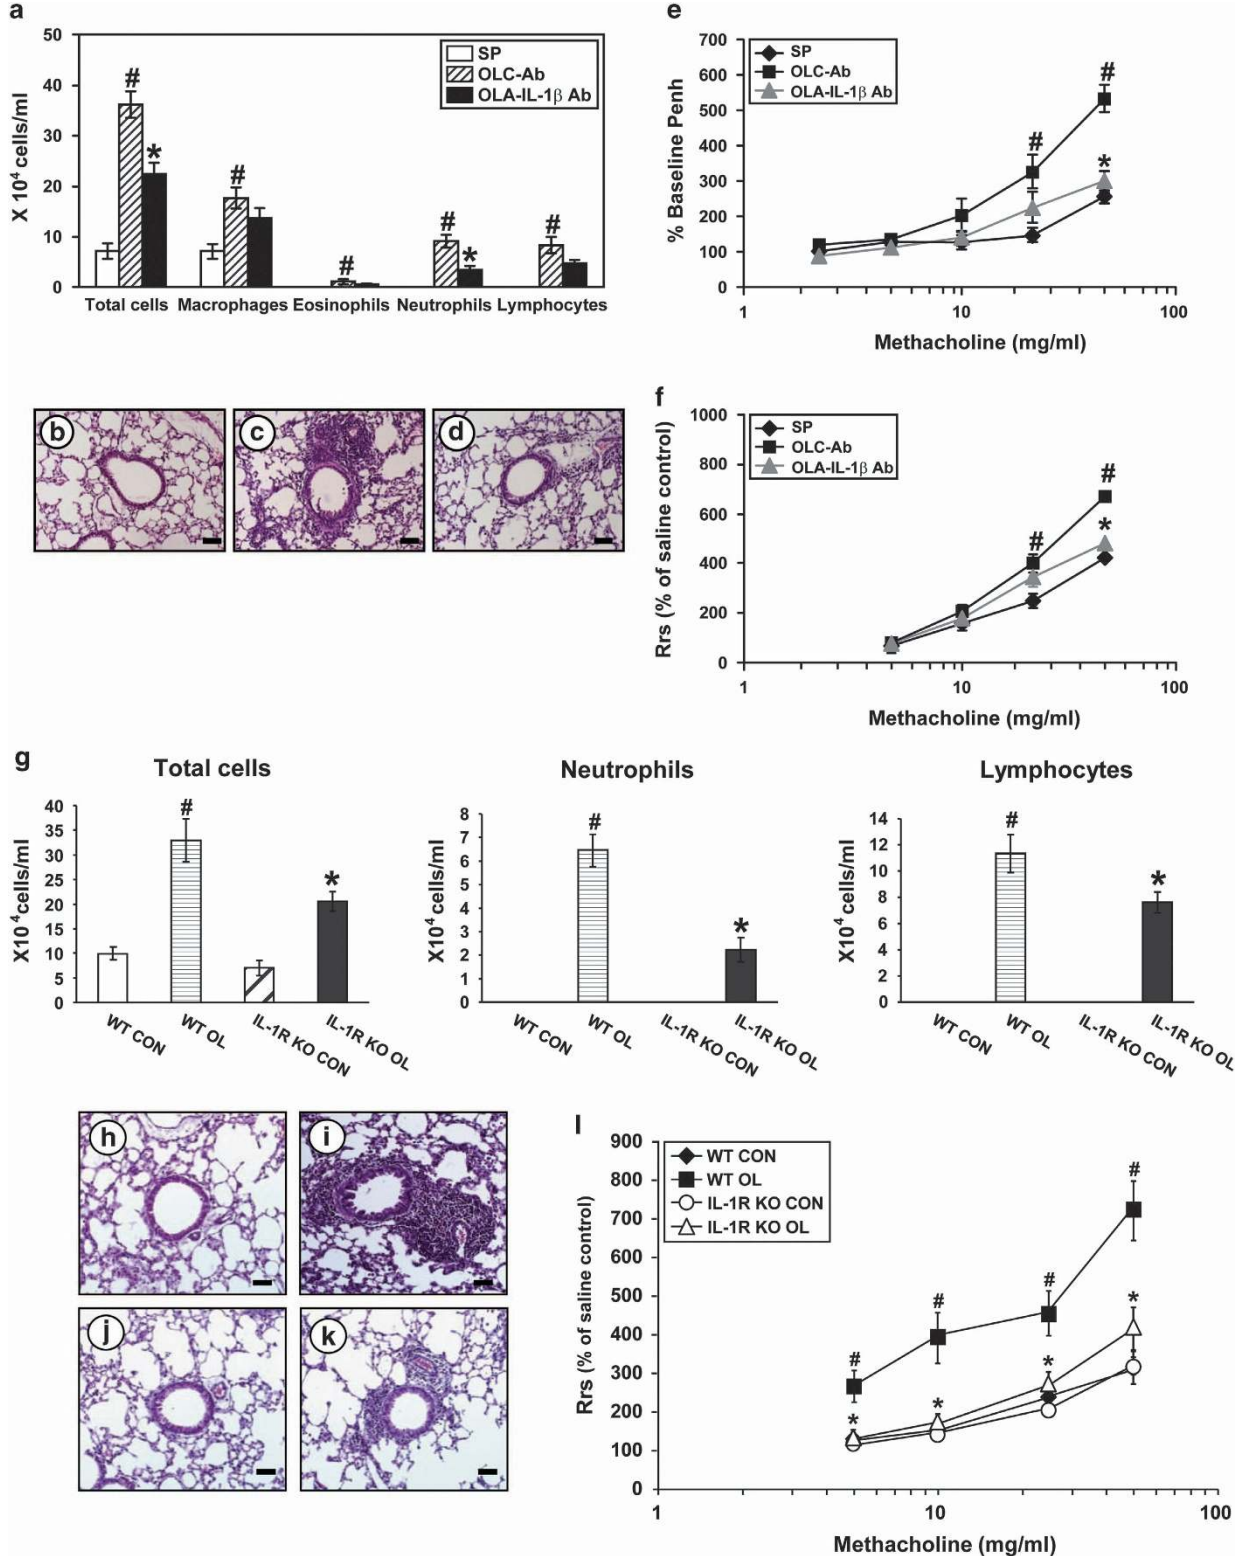 a
50
40
30
20
10
0
X 10⁴ cells/ml
SP
OLC-Ab
OLA-IL-1β Ab
#
*
#
#
#
*
#
Total cells Macrophages Eosinophils Neutrophils Lymphocytes
e
700
600
500
400
300
200
100
0
% Baseline Penh
SP
OLC-Ab
OLA-IL-1β Ab
#
#
*
1 10 100
Methacholine (mg/ml)
b c d
f
1000
800
600
400
200
0
Rrs (% of saline control)
SP
OLC-Ab
OLA-IL-1β Ab
#
#
*
1 10 100
Methacholine (mg/ml)
g
Total cells
40
35
30
25
20
15
10
5
0
X10⁴ cells/ml
#
*
WT CON WT OL IL-1R KO CON IL-1R KO OL
Neutrophils
8
7
6
5
4
3
2
1
0
X10⁴ cells/ml
#
*
WT CON WT OL IL-1R KO CON IL-1R KO OL
Lymphocytes
14
12
10
8
6
4
2
0
X10⁴ cells/ml
#
*
WT CON WT OL IL-1R KO CON IL-1R KO OL
h i
j k
l
900
800
700
600
500
400
300
200
100
0
Rrs (% of saline control)
WT CON
WT OL
IL-1R KO CON
IL-1R KO OL
#
#
#
#
*
*
*
*
1 10 100
Methacholine (mg/ml)